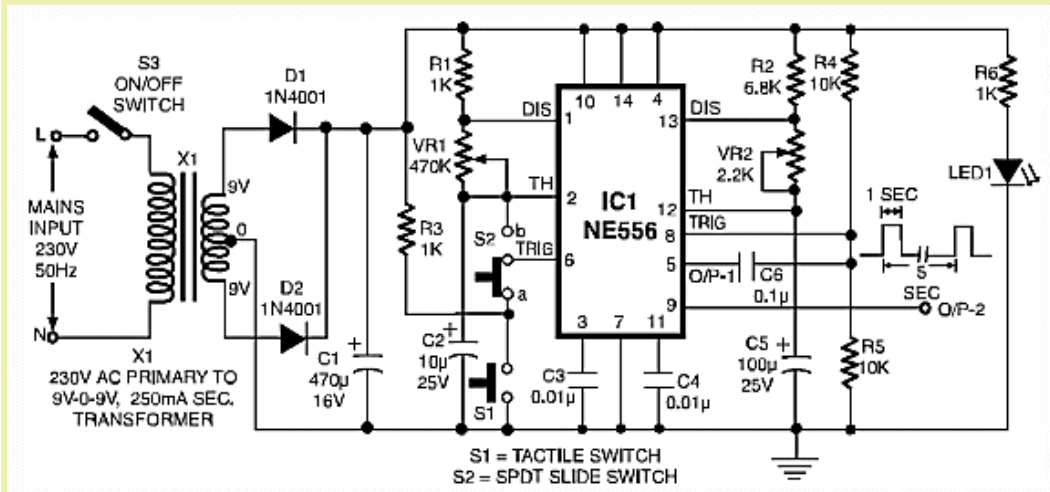 S3
ON/OFF
SWITCH
D1
1N4001
R1
1K
R2
6.8K
R4
10K
R6
1K
10
14
4
DIS
1
DIS
13
L
X1
9V
VR1
470K
VR2
2.2K
LED1
1 SEC
MAINS
INPUT
230V
50Hz
0
TH
2
IC1
NE556
TH
12
TRIG
8
R3
1K
S2
b
TRIG
6
a
5
O/P-1
C6
0.1µ
5
SEC
9V
D2
1N4001
9
O/P-2
N
3
7
11
X1
230V AC PRIMARY TO
9V-0-9V, 250mA SEC.
TRANSFORMER
C1
470µ
16V
C2
10µ
25V
S1
C3
0.01µ
C4
0.01µ
C5
100µ
25V
R5
10K
S1 = TACTILE SWITCH
S2 = SPDT SLIDE SWITCH